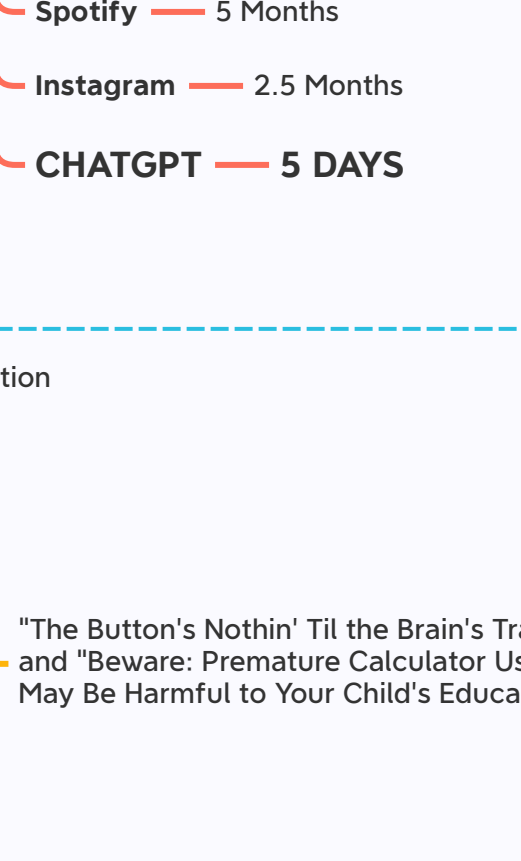 Spotify 5 Months
Instagram 2.5 Months
CHATGPT 5 DAYS
tion
"The Button's Nothin' Til the Brain's Tra
and "Beware: Premature Calculator Us
May Be Harmful to Your Child's Educa